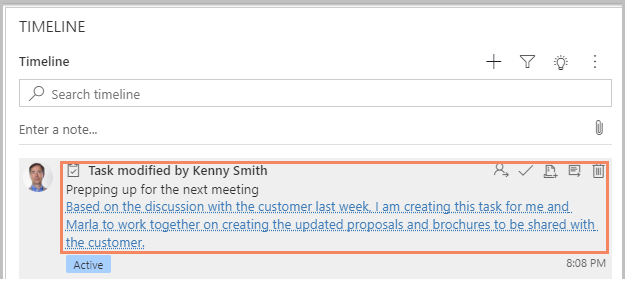 TIMELINE
Timeline
Search timeline
Enter a note...
Task modified by Kenny Smith
Prepping up for the next meeting
Based on the discussion with the customer last week, I am creating this task for me and
Marla to work together on creating the updated proposals and brochures to be shared with
the customer.
Active
8:08 PM